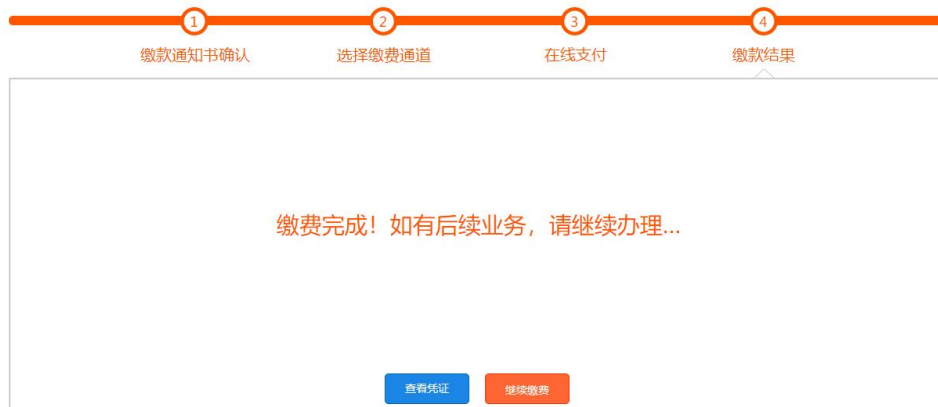 1 2 3 4
缴款通知书确认 选择缴费通道 在线支付 缴款结果
缴费完成！如有后续业务，请继续办理...
查看凭证 继续缴费